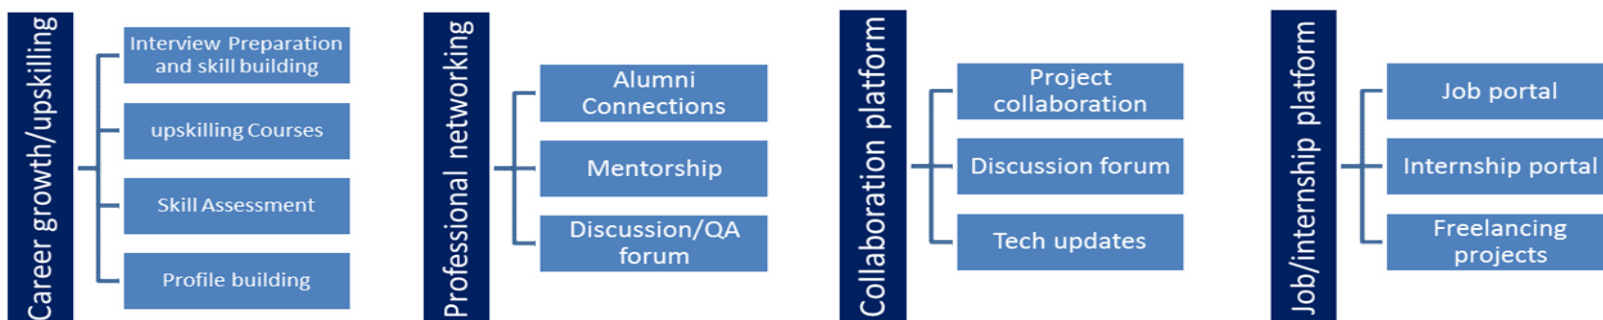 Career growth/upskilling
Interview Preparation
and skill building
upskilling Courses
Skill Assessment
Profile building
Professional networking
Alumni
Connections
Mentorship
Discussion/QA
forum
Collaboration platform
Project
collaboration
Discussion forum
Tech updates
Job/internship platform
Job portal
Internship portal
Freelancing
projects